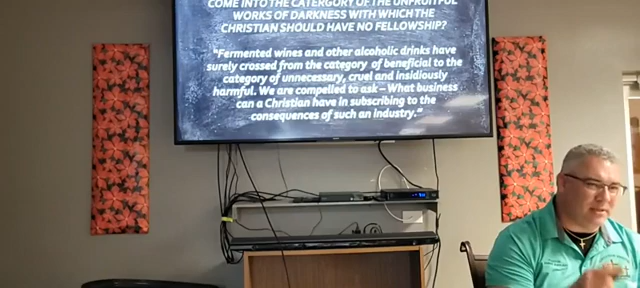 COME INTO THE CATERGORY OF THE UNFRUITFUL
WORKS OF DARKNESS WITH WHICH THE
CHRISTIAN SHOULD HAVE NO FELLOWSHIP?
"Fermented wines and other alcoholic drinks have
surely crossed from the category of beneficial to the
category of unnecessary, cruel and insidiously
harmful. We are compelled to ask – What business
can a Christian have in subscribing to the
consequences of such an industry."